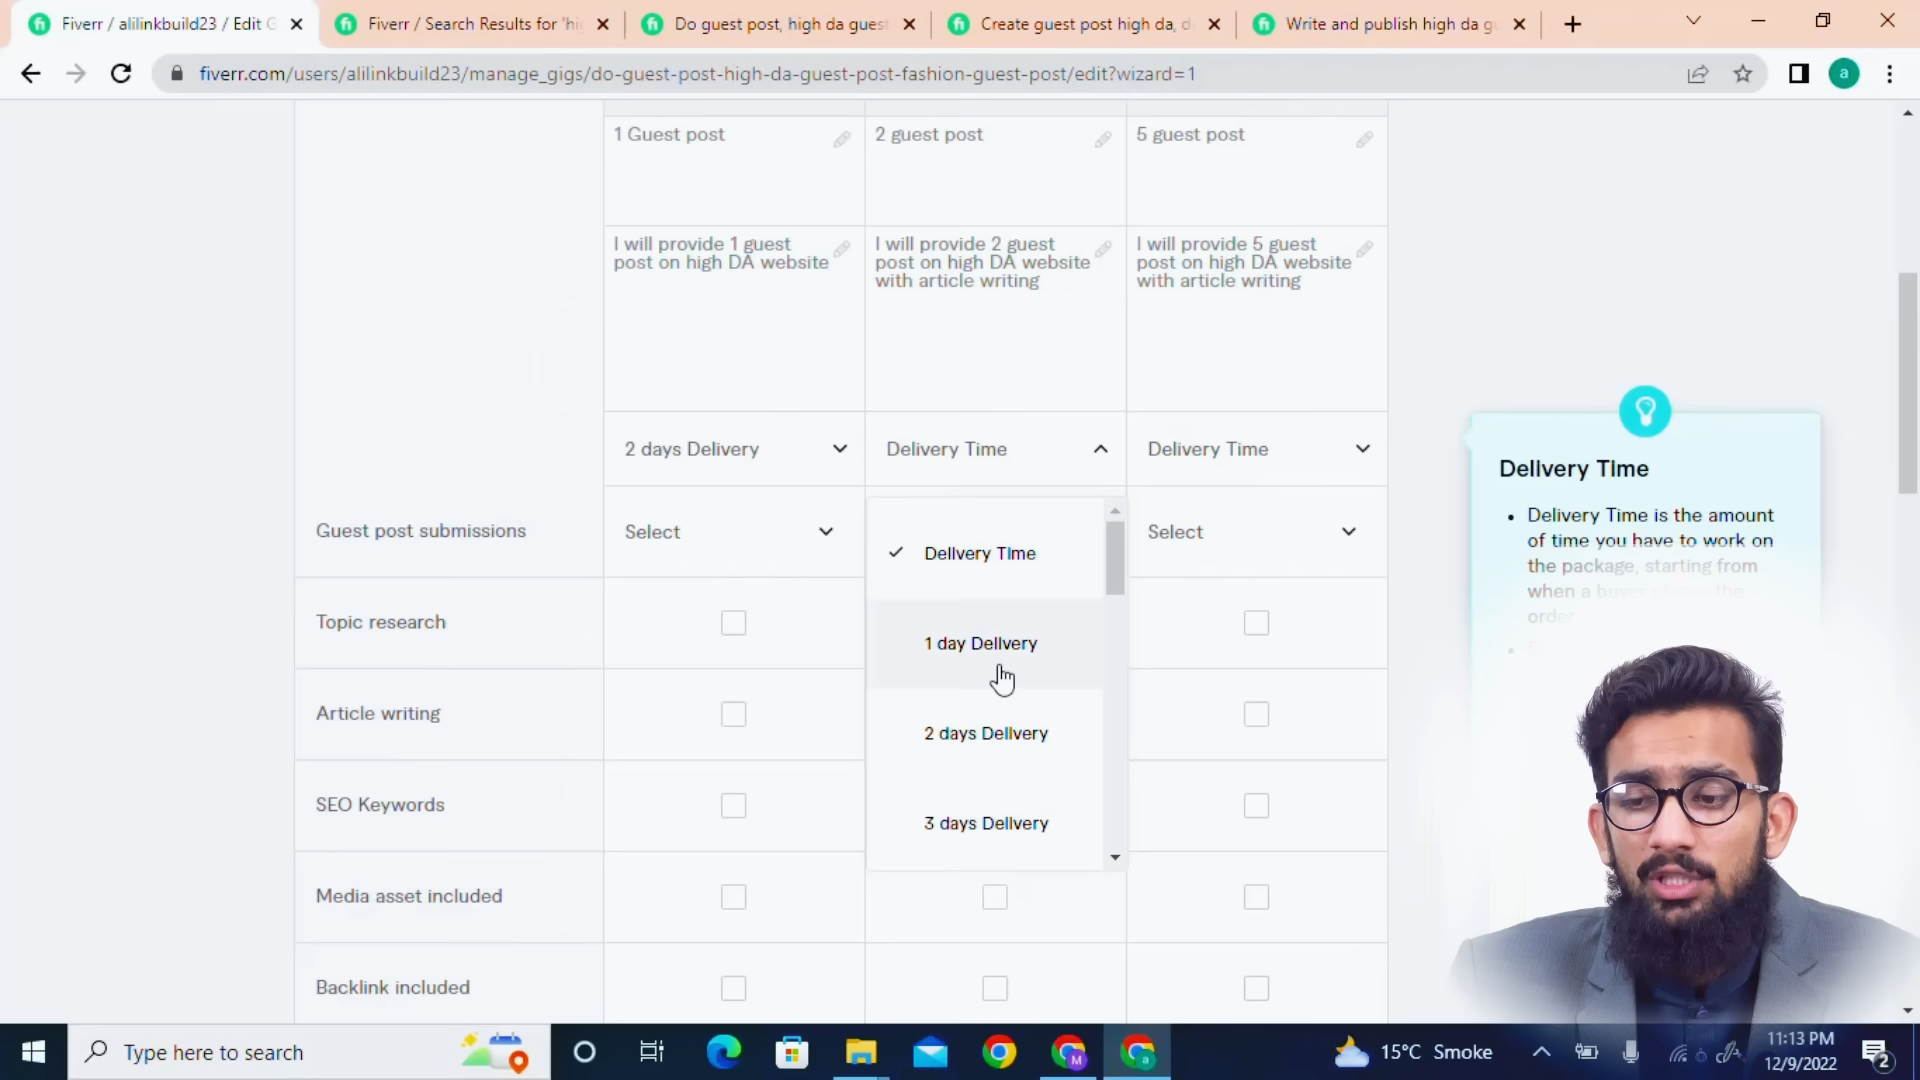 Fiverr / alilinkbuild23 / Edit G
Fiverr / Search Results for 'hi
Do guest post, high da guest
Create guest post high da, d
Write and publish high da g
fiverr.com/users/alilinkbuild23/manage_gigs/do-guest-post-high-da-guest-post-fashion-guest-post/edit?wizard=1
a
1 Guest post
2 guest post
5 guest post
I will provide 1 guest
post on high DA website
I will provide 2 guest
post on high DA website
with article writing
I will provide 5 guest
post on high DA website
with article writing
2 days Delivery
Delivery Time
Delivery Time
Guest post submissions
Select
Select
Delivery Time
1 day Delivery
2 days Delivery
3 days Delivery
Topic research
Article writing
SEO Keywords
Media asset included
Backlink included
Delivery Time
• Delivery Time is the amount
of time you have to work on
the package, starting from
when a buyer places the
order
Type here to search
M
a
15°C Smoke
11:13 PM
12/9/2022
2